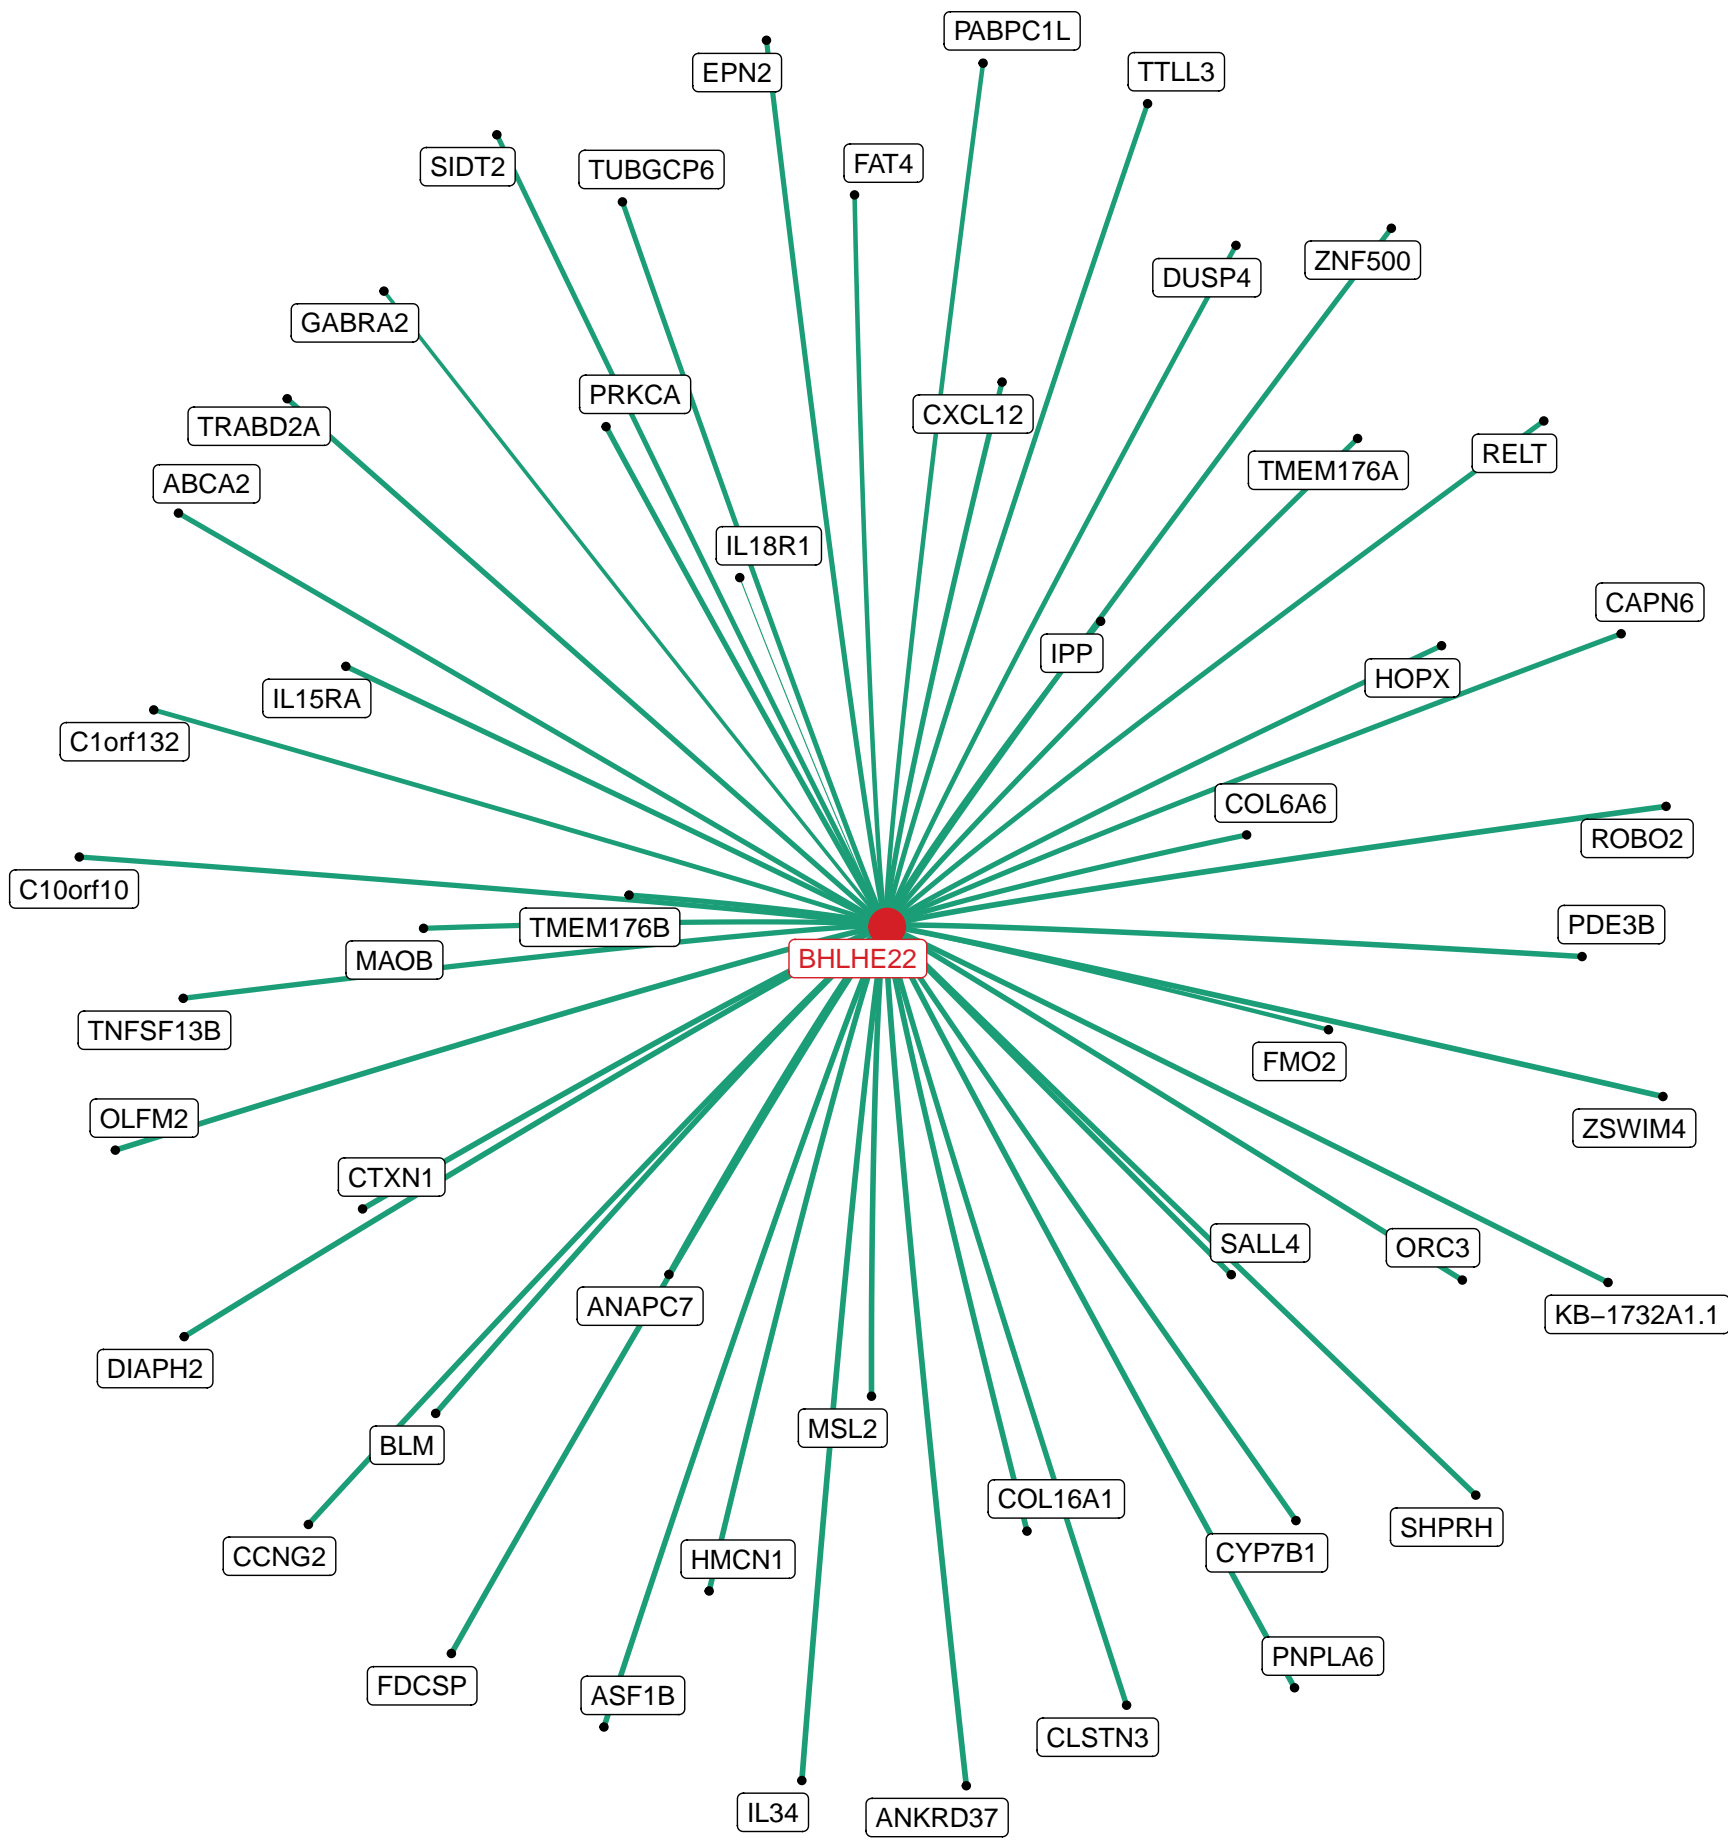 PABPC1L
EPN2
TTLL3
SIDT2
TUBGCP6
FAT4
ZNF500
DUSP4
GABRA2
PRKCA
CXCL12
TRABD2A
RELT
TMEM176A
ABCA2
IL18R1
CAPN6
IPP
HOPX
IL15RA
C1orf132
COL6A6
ROBO2
C10orf10
PDE3B
TMEM176B
BHLHE22
MAOB
TNFSF13B
FMO2
OLFM2
ZSWIM4
CTXN1
SALL4
ORC3
ANAPC7
KB−1732A1.1
DIAPH2
MSL2
BLM
COL16A1
SHPRH
CYP7B1
CCNG2
HMCN1
PNPLA6
FDCSP
ASF1B
CLSTN3
IL34
ANKRD37